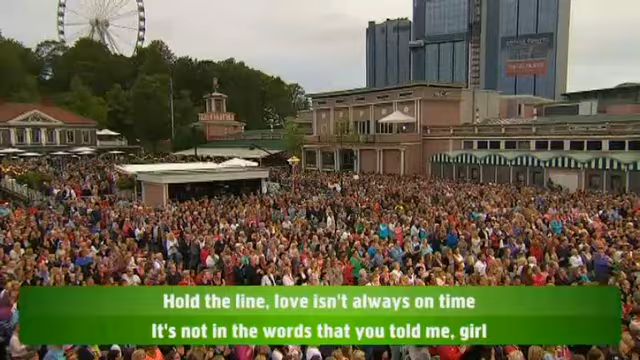 Hold the line, love isn't always on time
It's not in the words that you told me, girl